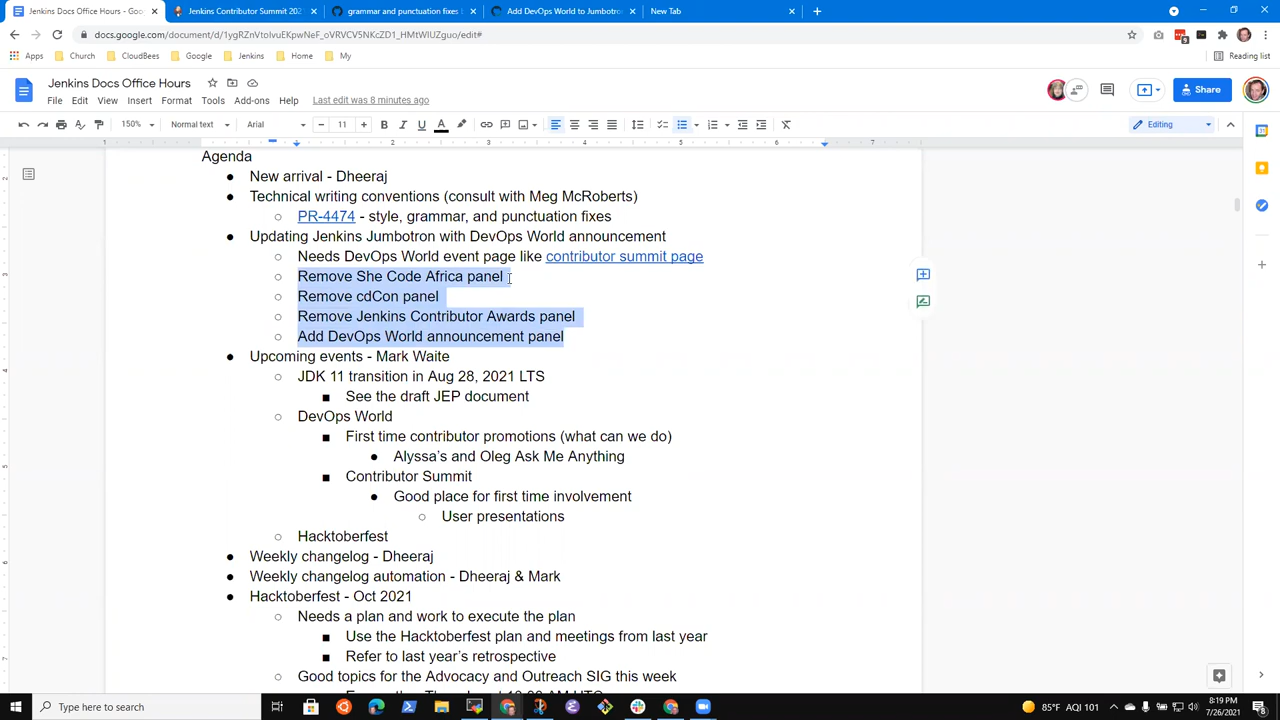 Jenkins Docs Office Hours - Goo
Jenkins Contributor Summit 202
grammar and punctuation fixes
Add DevOps World to Jumbotron
New Tab
docs.google.com/document/d/1ygRZnVtoIvuEKpwNeF_oVRVCV5NKcZD1_HMtWIUZguo/edit#
Apps
Church
CloudBees
Google
Jenkins
Home
My
Reading list
Jenkins Docs Office Hours
File Edit View Insert Format Tools Add-ons Help Last edit was 8 minutes ago
Share
150% Normal text Arial 11 Editing
Agenda
● New arrival - Dheeraj
● Technical writing conventions (consult with Meg McRoberts)
○ PR-4474 - style, grammar, and punctuation fixes
● Updating Jenkins Jumbotron with DevOps World announcement
○ Needs DevOps World event page like contributor summit page
○ Remove She Code Africa panel
○ Remove cdCon panel
○ Remove Jenkins Contributor Awards panel
○ Add DevOps World announcement panel
● Upcoming events - Mark Waite
○ JDK 11 transition in Aug 28, 2021 LTS
■ See the draft JEP document
○ DevOps World
■ First time contributor promotions (what can we do)
● Alyssa's and Oleg Ask Me Anything
■ Contributor Summit
● Good place for first time involvement
○ User presentations
○ Hacktoberfest
● Weekly changelog - Dheeraj
● Weekly changelog automation - Dheeraj & Mark
● Hacktoberfest - Oct 2021
○ Needs a plan and work to execute the plan
■ Use the Hacktoberfest plan and meetings from last year
■ Refer to last year's retrospective
○ Good topics for the Advocacy and Outreach SIG this week
Type here to search
85°F AQI 101
8:19 PM
7/26/2021